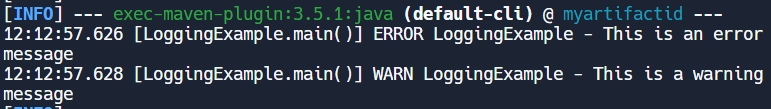 [INFO] --- exec-maven-plugin:3.5.1:java (default-cli) @ myartifactid ---
12:12:57.626 [LoggingExample.main()] ERROR LoggingExample - This is an error
message
12:12:57.628 [LoggingExample.main()] WARN LoggingExample - This is a warning
message